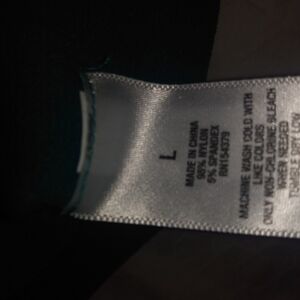 L
MADE IN CHINA
95% NYLON
5% SPANDEX
RN154379
MACHINE WASH COLD WITH
LIKE COLORS
ONLY NON-CHLORINE BLEACH
WHEN NEEDED
TUMBLE DRY LOW